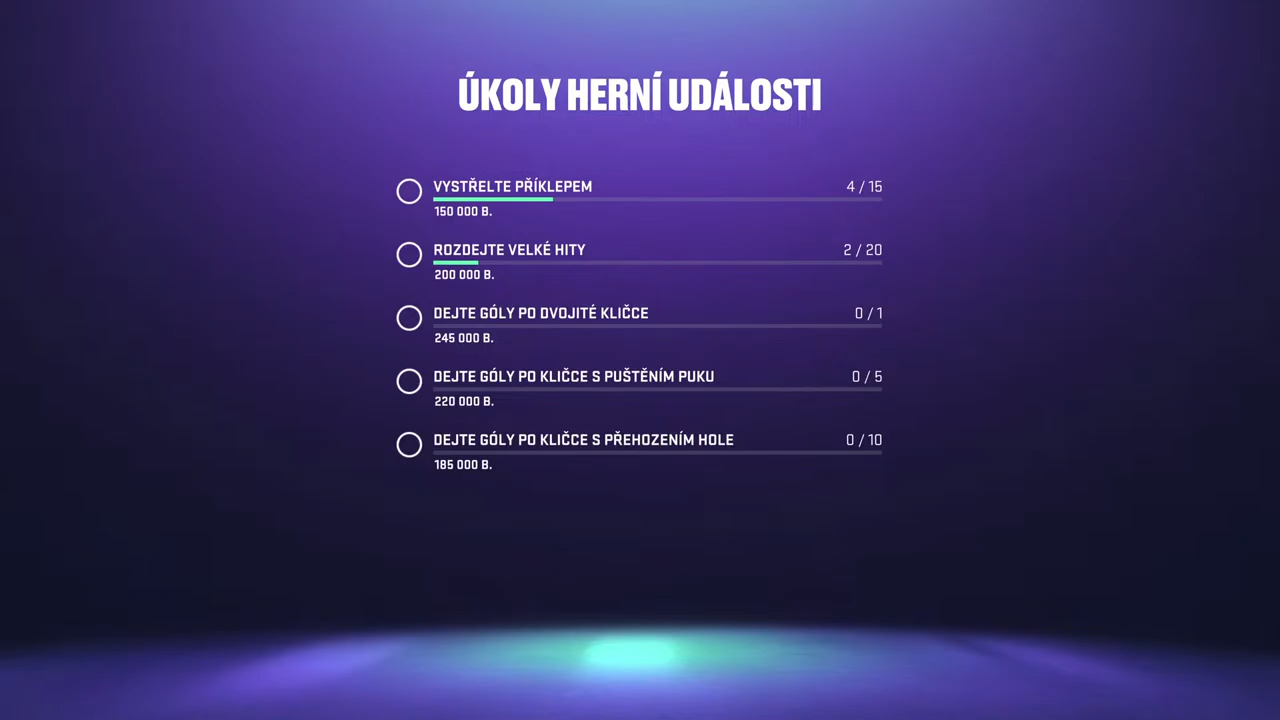 ÚKOLY HERNÍ UDÁLOSTI
VYSTŘELTE PŘÍKLEPEM 4 / 15
150 000 B.
ROZDEJTE VELKÉ HITY 2 / 20
200 000 B.
DEJTE GÓLY PO DVOJITÉ KLIČCE 0 / 1
245 000 B.
DEJTE GÓLY PO KLIČCE S PUŠTĚNÍM PUKU 0 / 5
220 000 B.
DEJTE GÓLY PO KLIČCE S PŘEHOZENÍM HOLE 0 / 10
185 000 B.